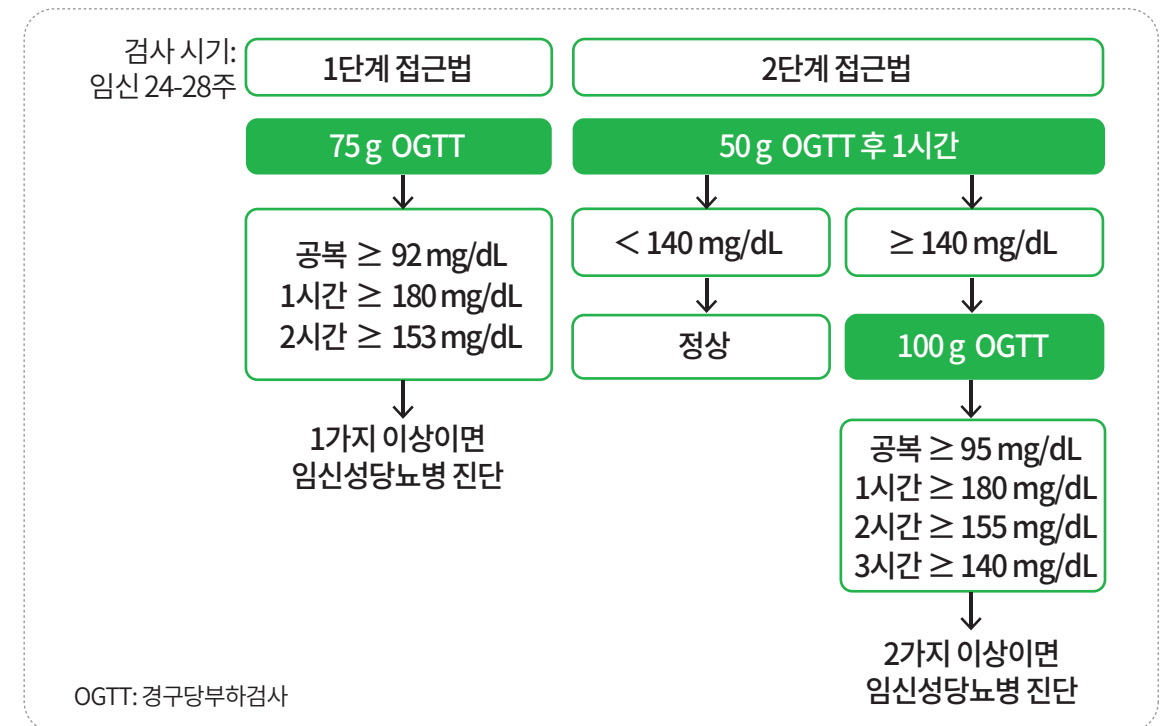 검사 시기:
임신 24-28주
1단계 접근법
2단계 접근법
75 g OGTT
50 g OGTT 후 1시간
공복 ≥ 92 mg/dL
1시간 ≥ 180 mg/dL
2시간 ≥ 153 mg/dL
1가지 이상이면
임신성당뇨병 진단
< 140 mg/dL
≥ 140 mg/dL
정상
100 g OGTT
공복 ≥ 95 mg/dL
1시간 ≥ 180 mg/dL
2시간 ≥ 155 mg/dL
3시간 ≥ 140 mg/dL
2가지 이상이면
임신성당뇨병 진단
OGTT: 경구당부하검사